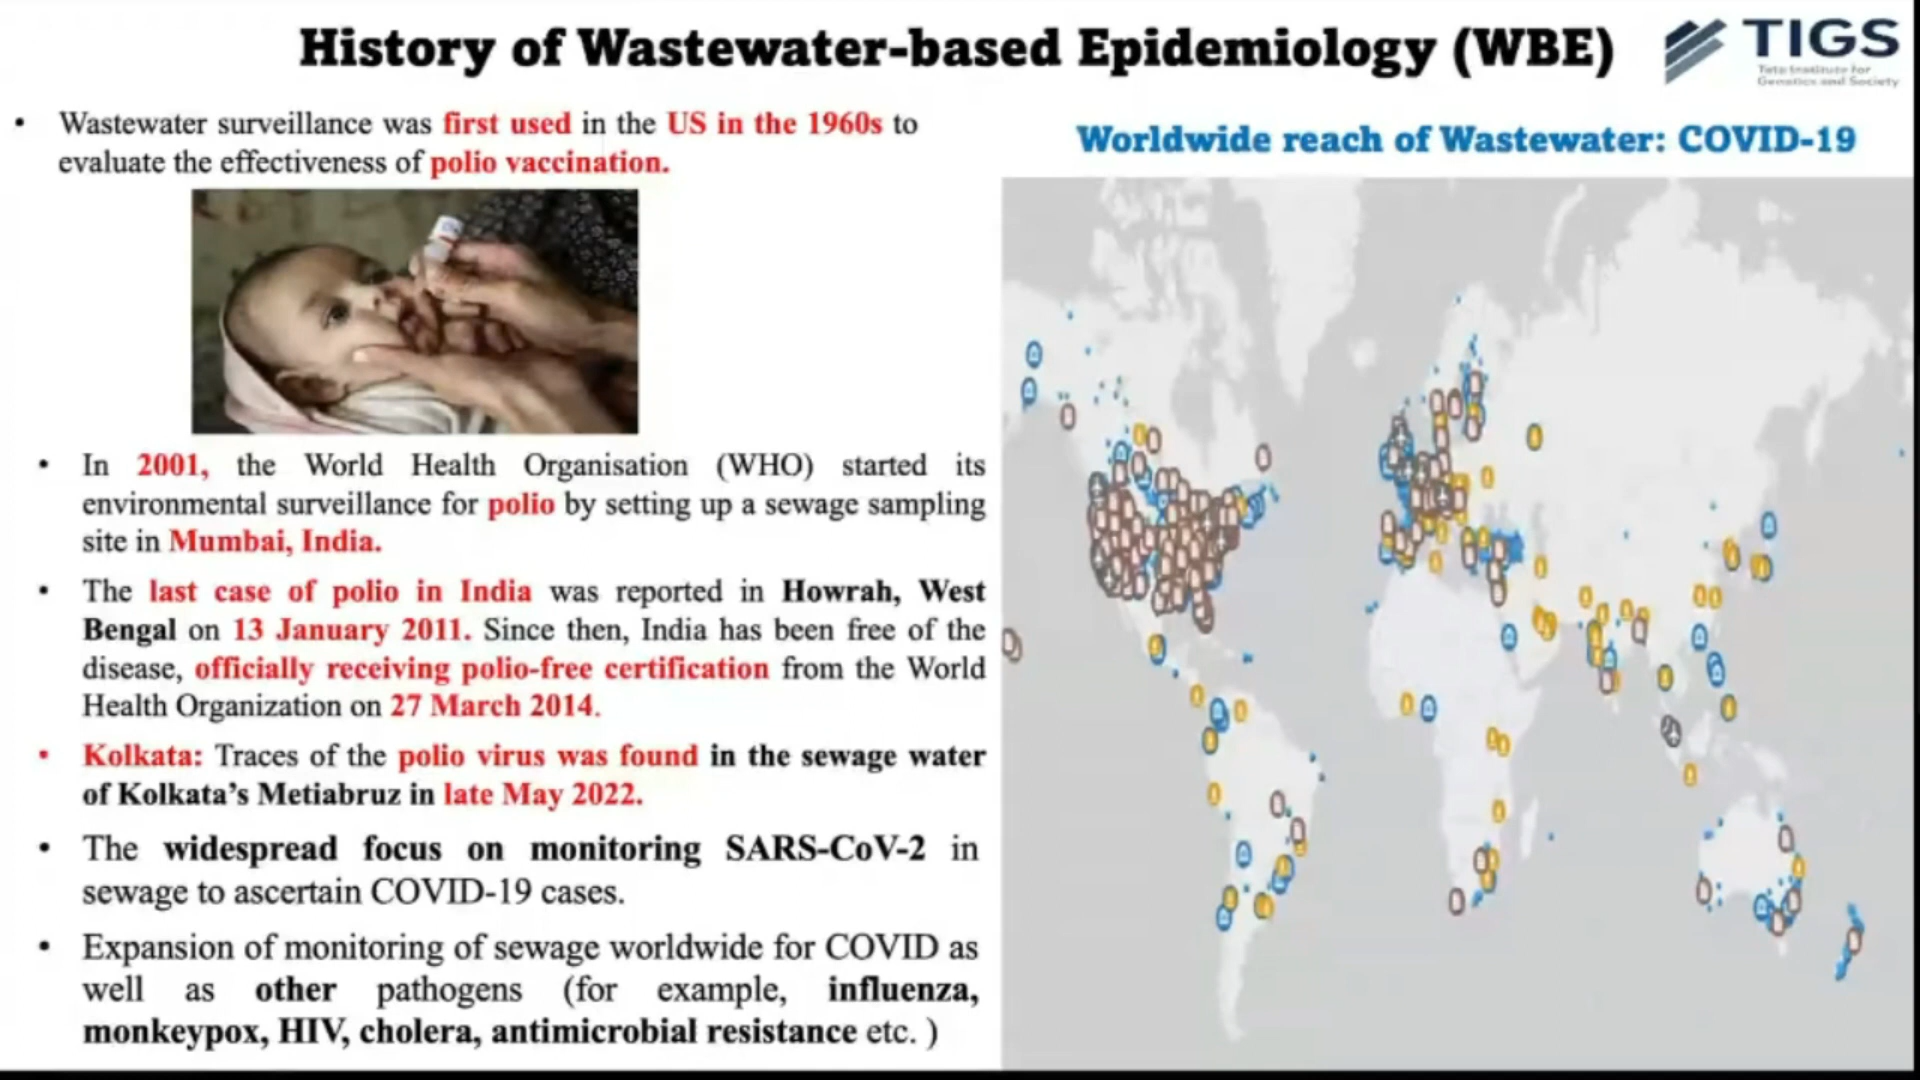 History of Wastewater-based Epidemiology (WBE)
TIGS
Tata Institute for
Genetics and Society
• Wastewater surveillance was first used in the US in the 1960s to
evaluate the effectiveness of polio vaccination.
Worldwide reach of Wastewater: COVID-19
• In 2001, the World Health Organisation (WHO) started its
environmental surveillance for polio by setting up a sewage sampling
site in Mumbai, India.
• The last case of polio in India was reported in Howrah, West
Bengal on 13 January 2011. Since then, India has been free of the
disease, officially receiving polio-free certification from the World
Health Organization on 27 March 2014.
• Kolkata: Traces of the polio virus was found in the sewage water
of Kolkata's Metiabruz in late May 2022.
• The widespread focus on monitoring SARS-CoV-2 in
sewage to ascertain COVID-19 cases.
• Expansion of monitoring of sewage worldwide for COVID as
well as other pathogens (for example, influenza,
monkeypox, HIV, cholera, antimicrobial resistance etc. )